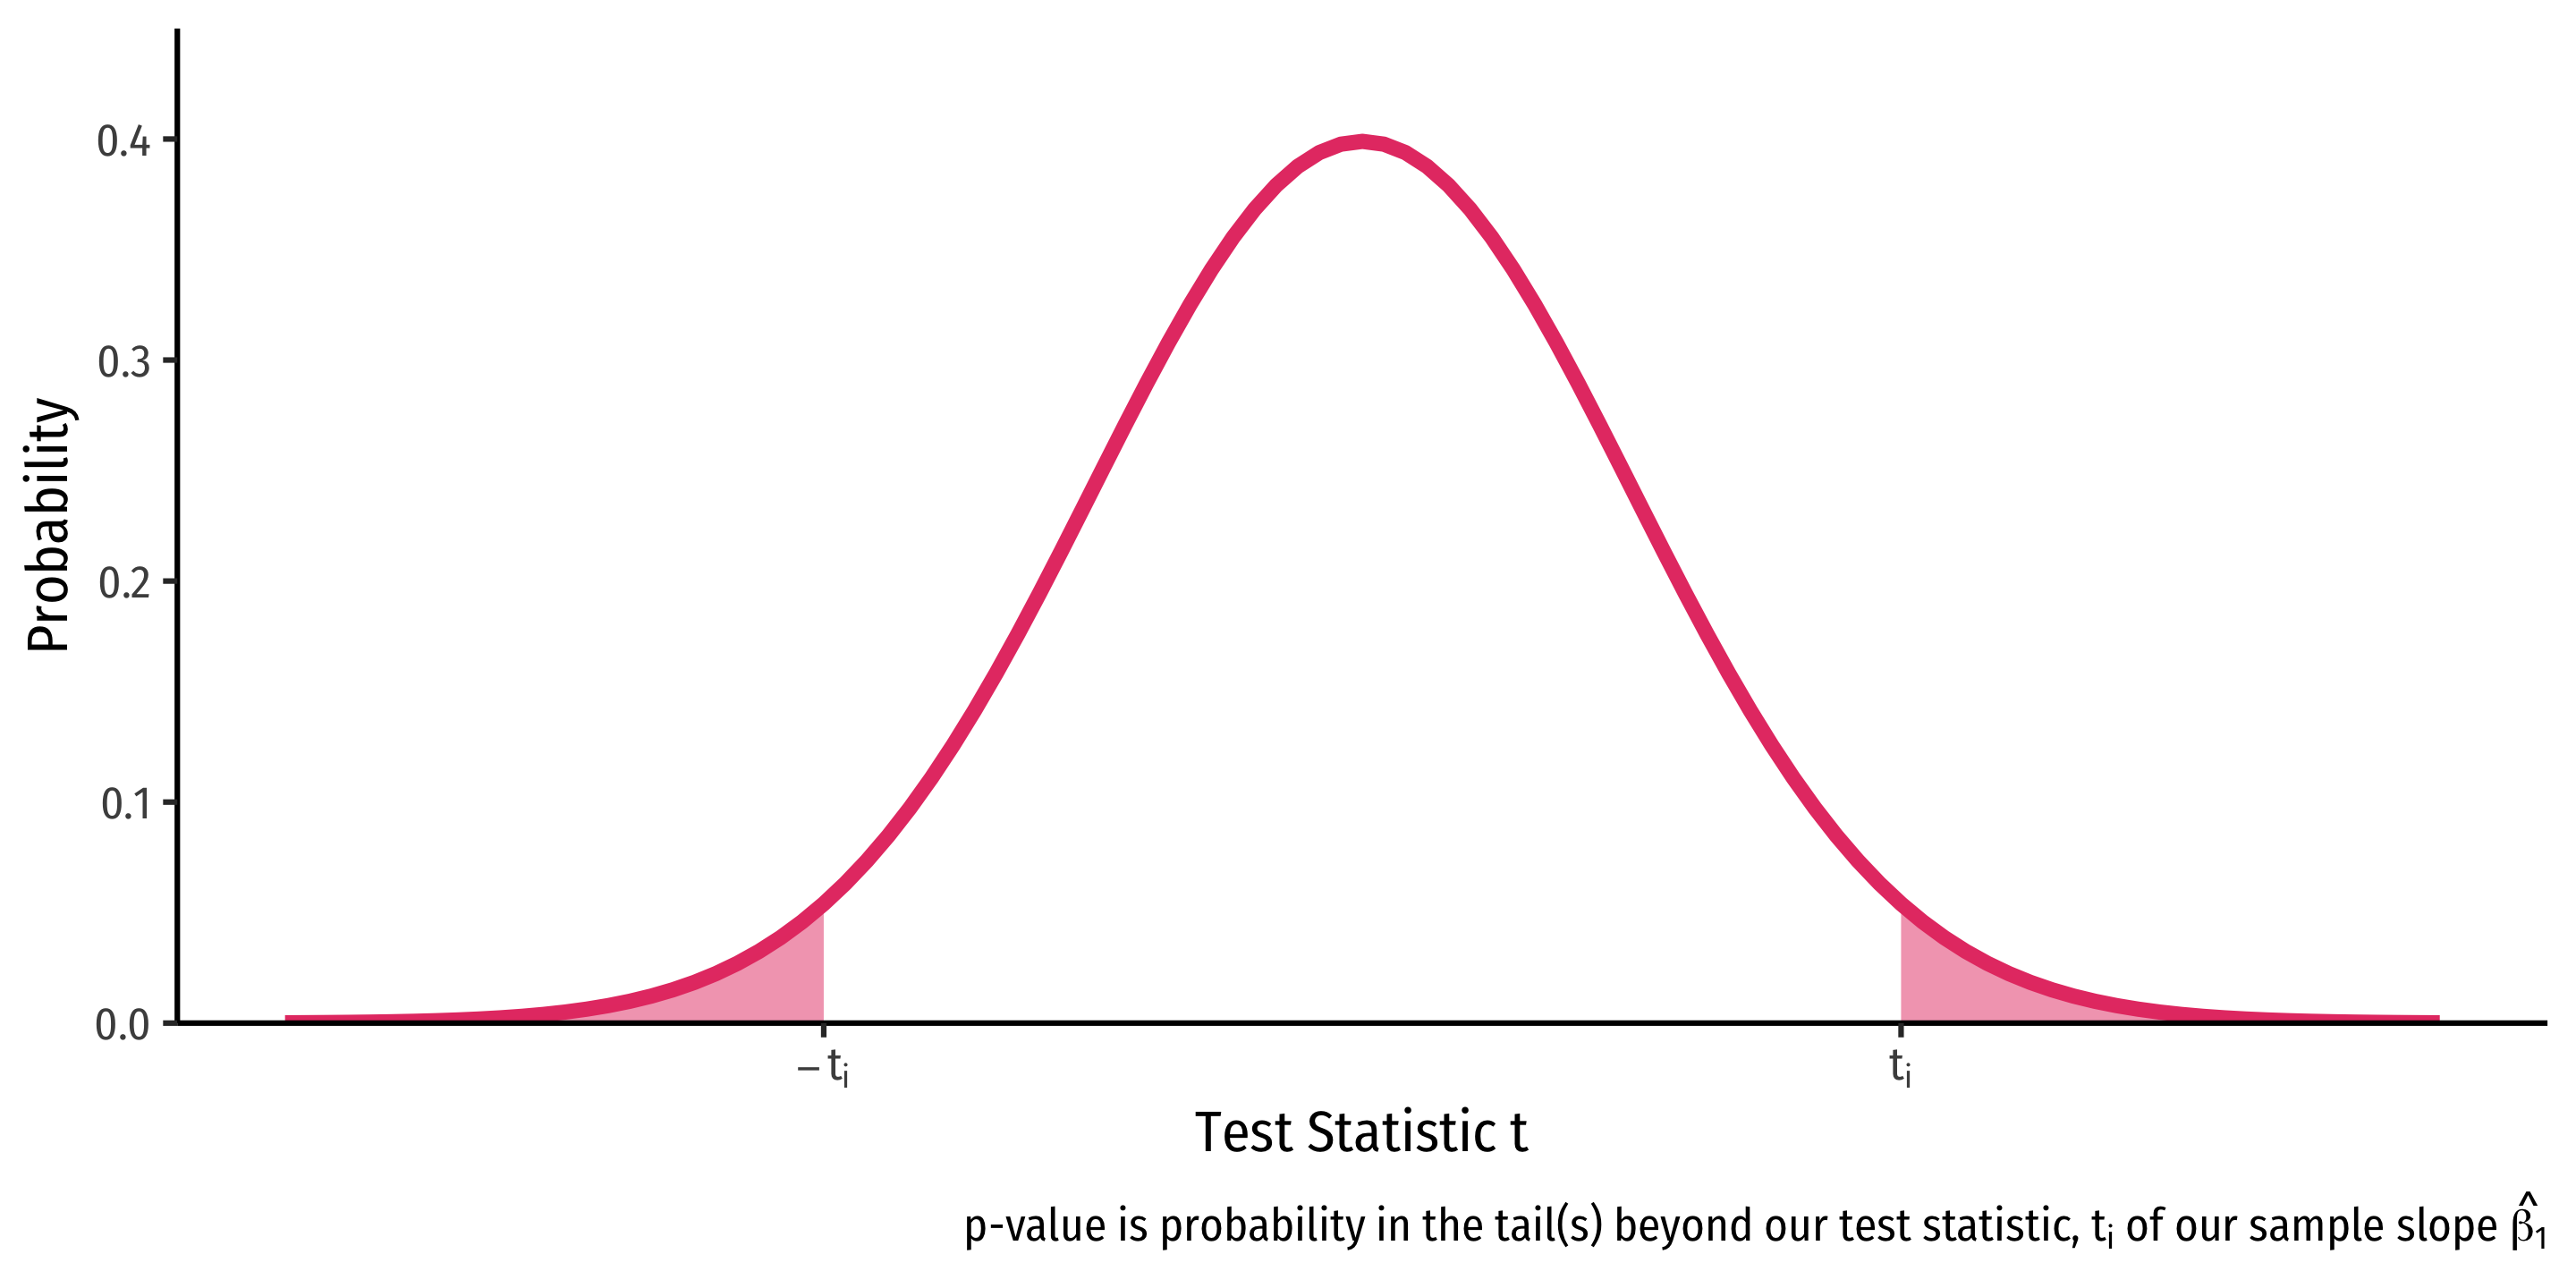 Probability
0.4
0.3
0.2
0.1
0.0
– tᵢ
tᵢ
Test Statistic t
p-value is probability in the tail(s) beyond our test statistic, tᵢ of our sample slope β̂₁